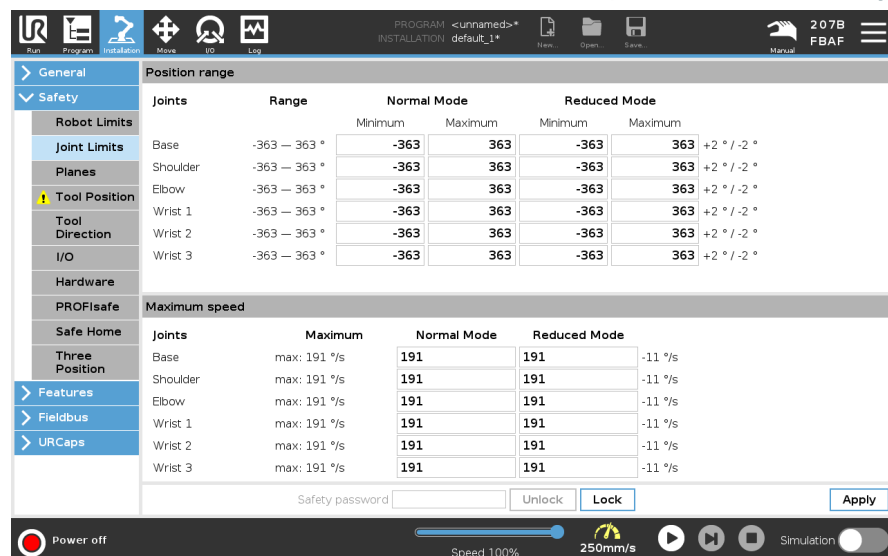 UR
PROGRAM <unnamed>*
INSTALLATION default_1*
Run Program Installation Move I/O Log New... Open... Save... Manual
207B
FBAF
General
Safety
Robot Limits
Joint Limits
Planes
Tool Position
Tool
Direction
I/O
Hardware
PROFIsafe
Safe Home
Three
Position
Features
Fieldbus
URCaps
Position range
Joints Range Normal Mode Reduced Mode
Minimum Maximum Minimum Maximum
Base -363 — 363 ° -363 363 -363 363 +2 ° / -2 °
Shoulder -363 — 363 ° -363 363 -363 363 +2 ° / -2 °
Elbow -363 — 363 ° -363 363 -363 363 +2 ° / -2 °
Wrist 1 -363 — 363 ° -363 363 -363 363 +2 ° / -2 °
Wrist 2 -363 — 363 ° -363 363 -363 363 +2 ° / -2 °
Wrist 3 -363 — 363 ° -363 363 -363 363 +2 ° / -2 °
Maximum speed
Joints Maximum Normal Mode Reduced Mode
Base max: 191 °/s 191 191 -11 °/s
Shoulder max: 191 °/s 191 191 -11 °/s
Elbow max: 191 °/s 191 191 -11 °/s
Wrist 1 max: 191 °/s 191 191 -11 °/s
Wrist 2 max: 191 °/s 191 191 -11 °/s
Wrist 3 max: 191 °/s 191 191 -11 °/s
Safety password Unlock Lock Apply
Power off
Speed 100%
250mm/s
Simulation